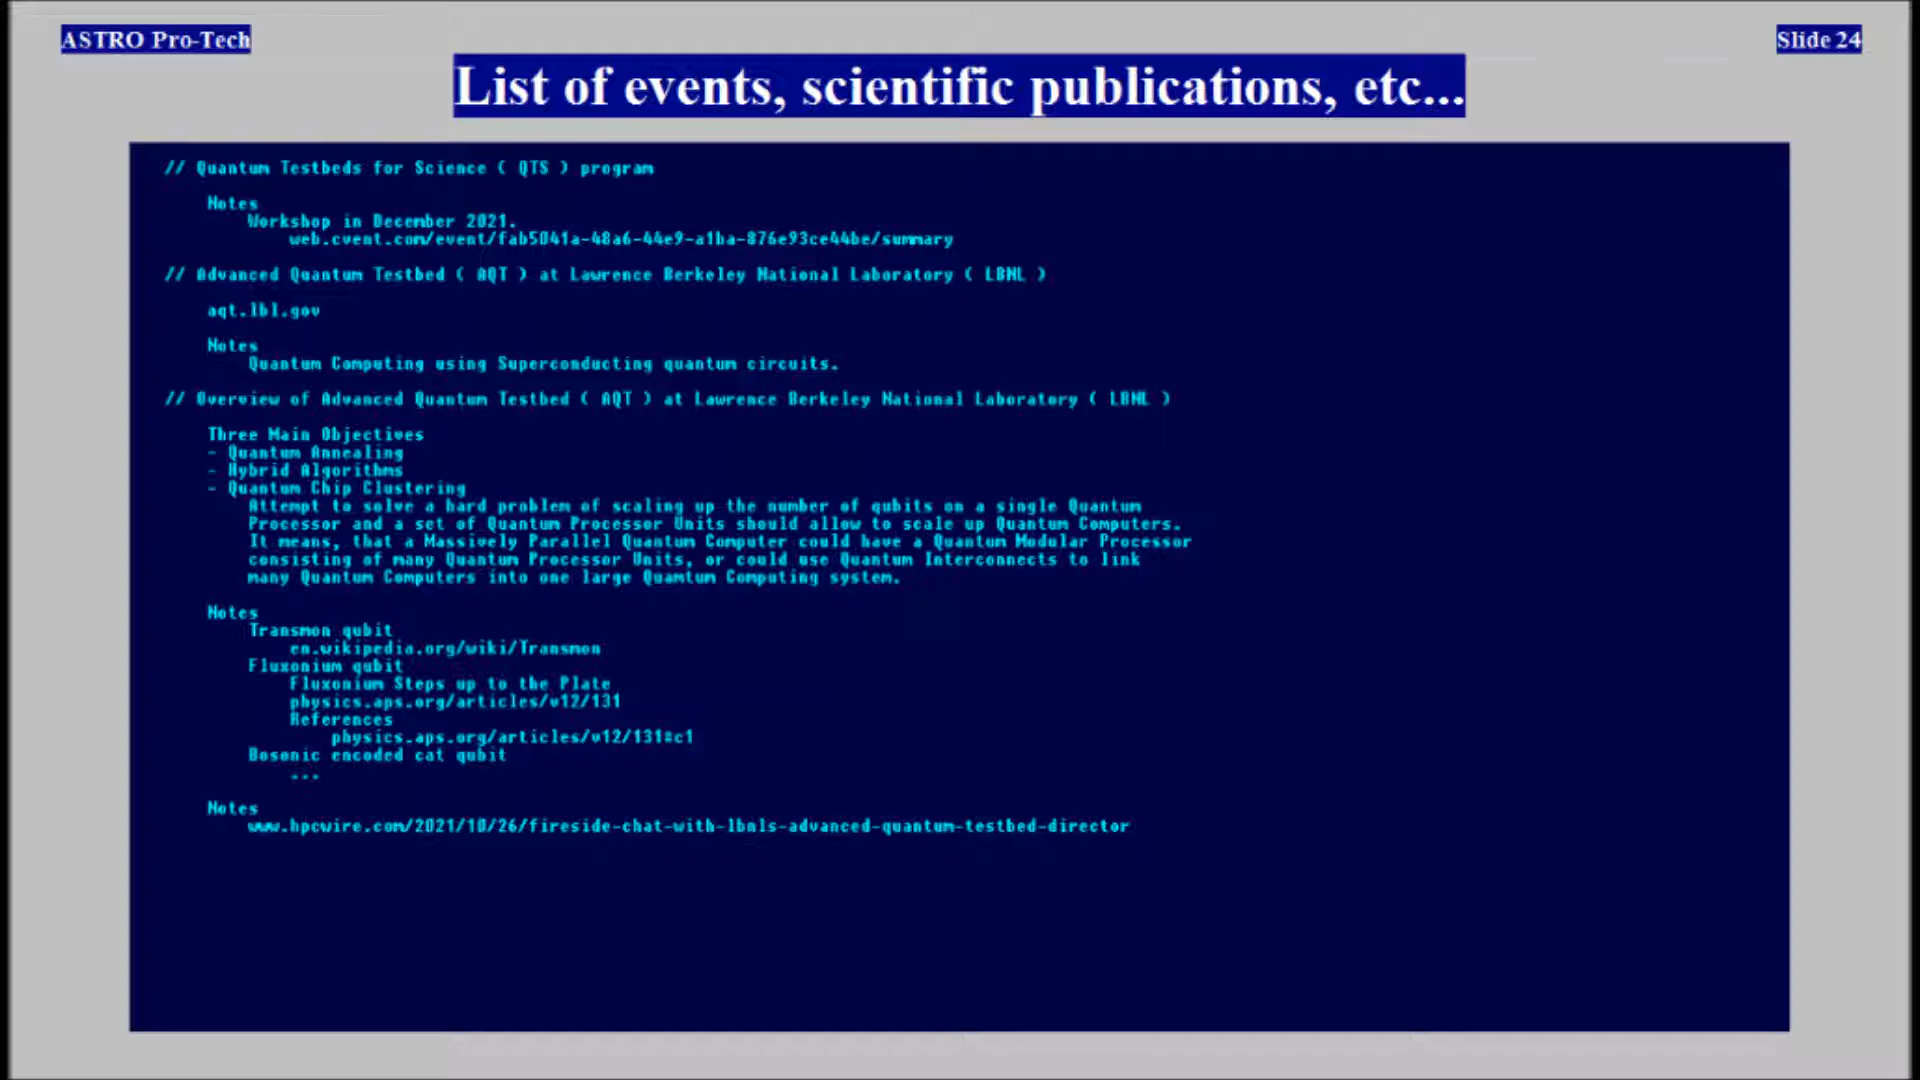 ASTRO Pro-Tech
Slide 24
List of events, scientific publications, etc...
// Quantum Testbeds for Science ( QTS ) program
Notes
Workshop in December 2021.
web.cvent.com/event/fab5041a-48a6-44e9-a1ba-876e93ce44be/summary
// Advanced Quantum Testbed ( AQT ) at Lawrence Berkeley National Laboratory ( LBNL )
aqt.lbl.gov
Notes
Quantum Computing using Superconducting quantum circuits.
// Overview of Advanced Quantum Testbed ( AQT ) at Lawrence Berkeley National Laboratory ( LBNL )
Three Main Objectives
- Quantum Annealing
- Hybrid Algorithms
- Quantum Chip Clustering
Attempt to solve a hard problem of scaling up the number of qubits on a single Quantum
Processor and a set of Quantum Processor Units should allow to scale up Quantum Computers.
It means, that a Massively Parallel Quantum Computer could have a Quantum Modular Processor
consisting of many Quantum Processor Units, or could use Quantum Interconnects to link
many Quantum Computers into one large Quamtum Computing system.
Notes
Transmon qubit
en.wikipedia.org/wiki/Transmon
Fluxonium qubit
Fluxonium Steps up to the Plate
physics.aps.org/articles/v12/131
References
physics.aps.org/articles/v12/131#c1
Bosonic encoded cat qubit
...
Notes
www.hpcwire.com/2021/10/26/fireside-chat-with-lbnls-advanced-quantum-testbed-director